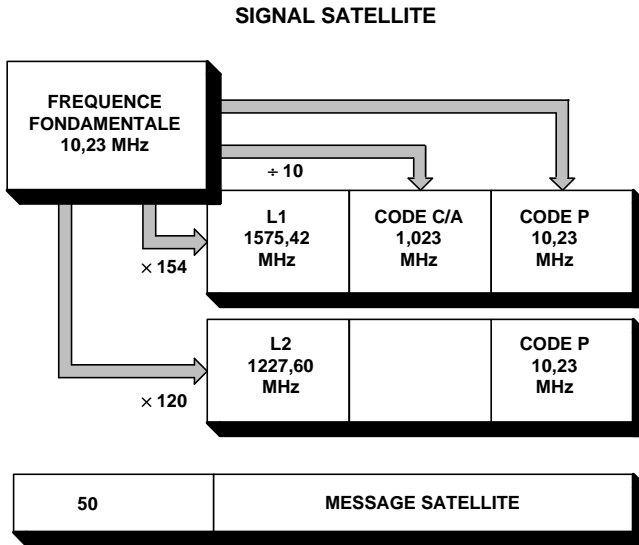 SIGNAL SATELLITE
FREQUENCE
FONDAMENTALE
10,23 MHz
÷ 10
L1
1575,42
MHz
CODE C/A
1,023
MHz
CODE P
10,23
MHz
× 154
L2
1227,60
MHz
CODE P
10,23
MHz
× 120
50
MESSAGE SATELLITE